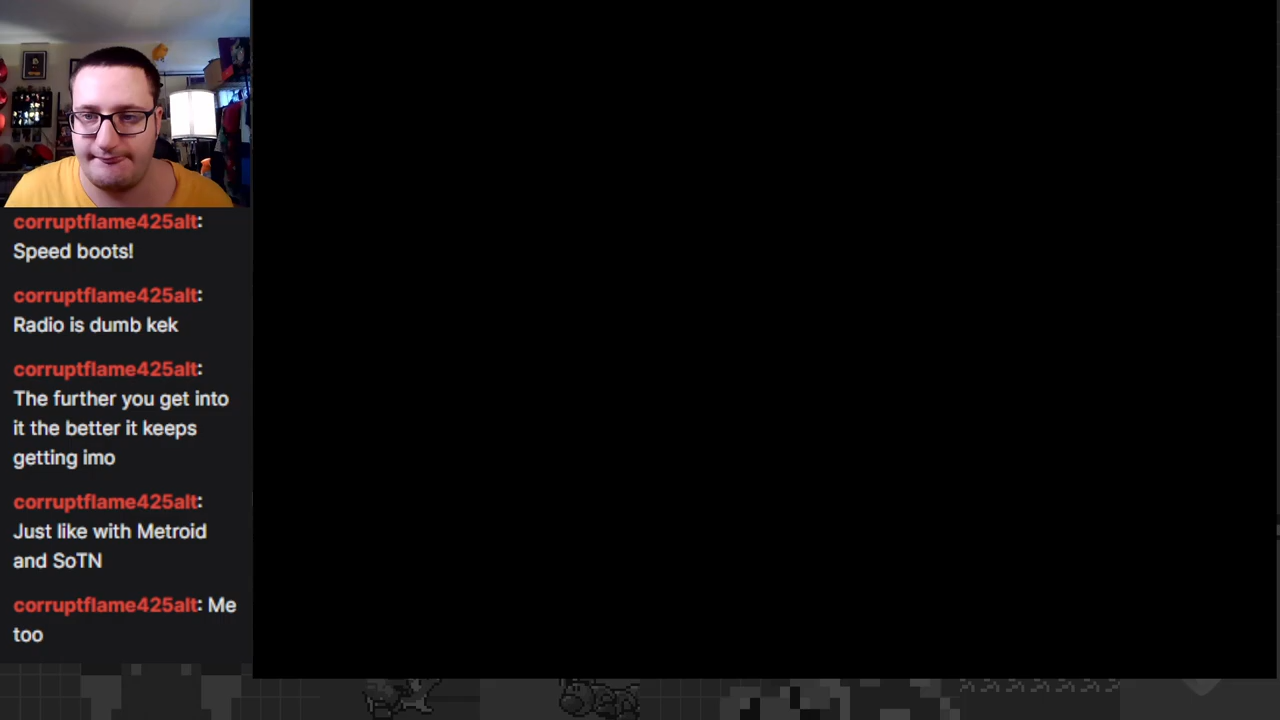 corruptflame425alt:
Speed boots!
corruptflame425alt:
Radio is dumb kek
corruptflame425alt:
The further you get into
it the better it keeps
getting imo
corruptflame425alt:
Just like with Metroid
and SoTN
corruptflame425alt: Me
too